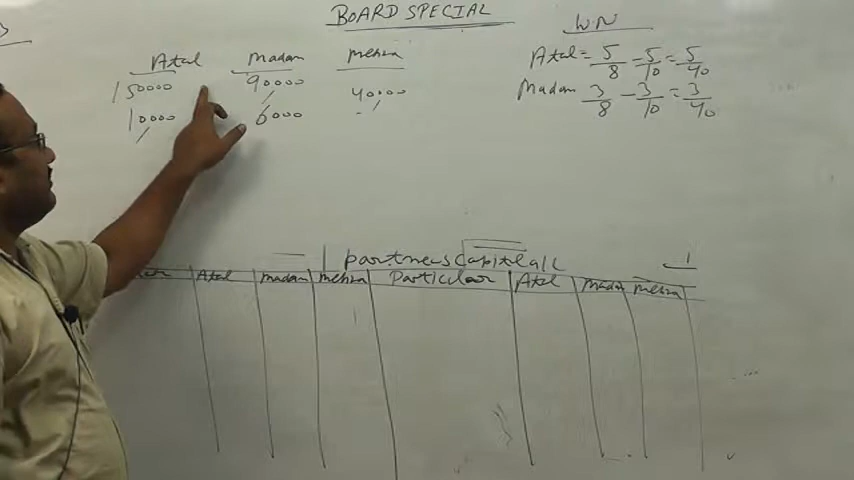 BOARD SPECIAL
W.N
Atal Madan Mehra
150000 90000 40000
10000 6000 -
Atal = 5/8 - 5/10 = 5/40
Madan 3/8 - 3/10 = 3/40
partners Capital a/c
Atal Madan Mehra Particular Atal Madan Mehra